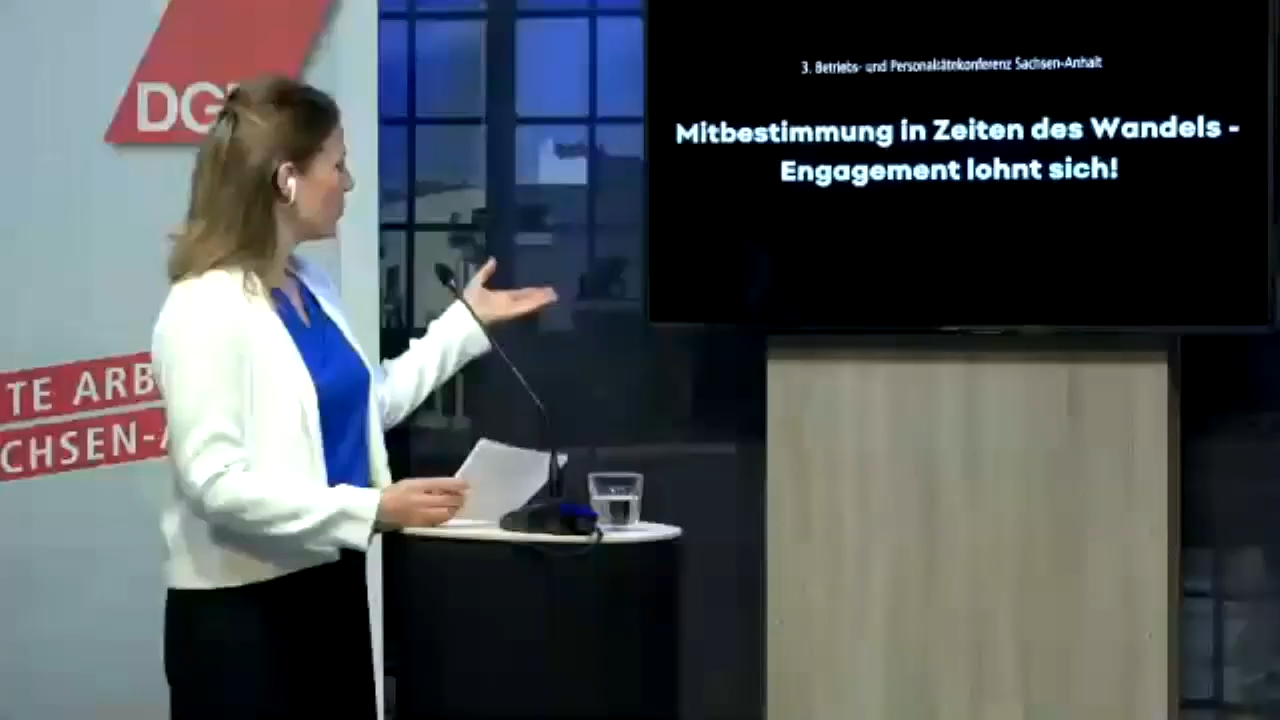 DG
TE ARB
CHSEN-
3. Betriebs- und Personalrätekonferenz Sachsen-Anhalt
Mitbestimmung in Zeiten des Wandels -
Engagement lohnt sich!